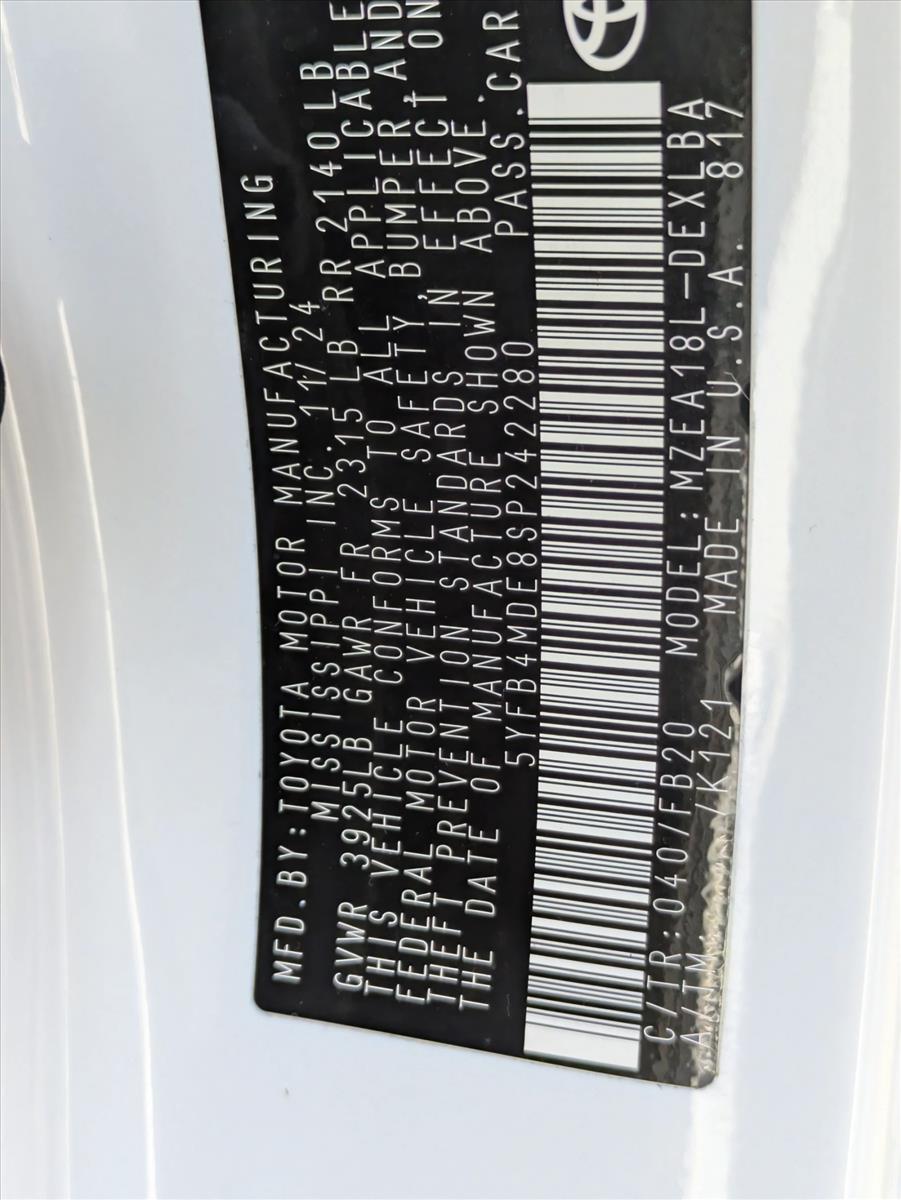 MFD.BY:TOYOTA MOTOR MANUFACTURING
MISSISSIPPI INC. 11/24
GVWR 3925LB GAWR FR 2315 LB RR 2140 LB
THIS VEHICLE CONFORMS TO ALL APPLICABLE
FEDERAL MOTOR VEHICLE SAFETY, BUMPER, AND
THEFT PREVENTION STANDARDS IN EFFECT ON
THE DATE OF MANUFACTURE SHOWN ABOVE.
5YFB4MDE8SP242280 PASS.CAR
C/TR:040/FB20 MODEL:MZEA18L-DEXLBA
A/TM: /K121 MADE IN U.S.A. 817